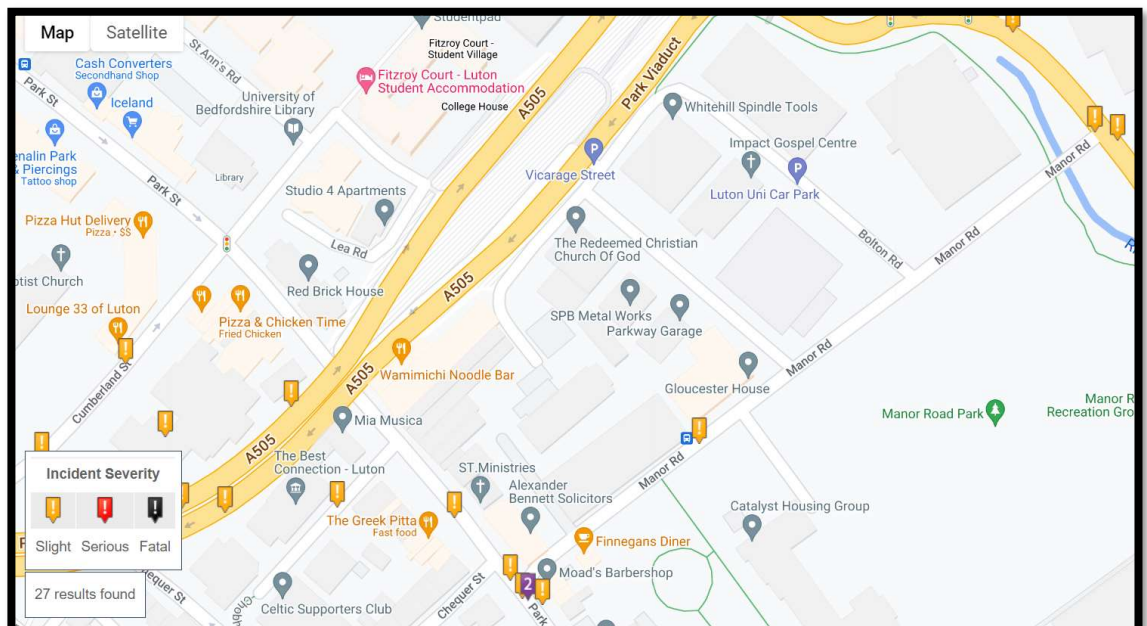 Map
Satellite
Studentpad
St Ann's Rd
Fitzroy Court -
Student Village
Cash Converters
Secondhand Shop
Park St
Iceland
University of
Bedfordshire Library
Fitzroy Court - Luton
Student Accommodation
College House
A505
Park Viaduct
Whitehill Spindle Tools
P
Vicarage Street
Impact Gospel Centre
P
Luton Uni Car Park
Manor Rd
enalin Park
& Piercings
Tattoo shop
Library
Park St
Studio 4 Apartments
Pizza Hut Delivery
Pizza • $$
Lea Rd
The Redeemed Christian
Church Of God
Bolton Rd
Manor Rd
ptist Church
Red Brick House
A505
Lounge 33 of Luton
Pizza & Chicken Time
Fried Chicken
SPB Metal Works
Parkway Garage
Cumberland St
A505
Wamimichi Noodle Bar
Manor Rd
Gloucester House
Mia Musica
Manor Road Park
Manor R
Recreation Gro
A505
The Best
Connection - Luton
ST.Ministries
Alexander
Bennett Solicitors
Manor Rd
Incident Severity
Slight Serious Fatal
The Greek Pitta
Fast food
Catalyst Housing Group
Finnegans Diner
2
Moad's Barbershop
27 results found
equer St
Celtic Supporters Club
Chequer St
Park